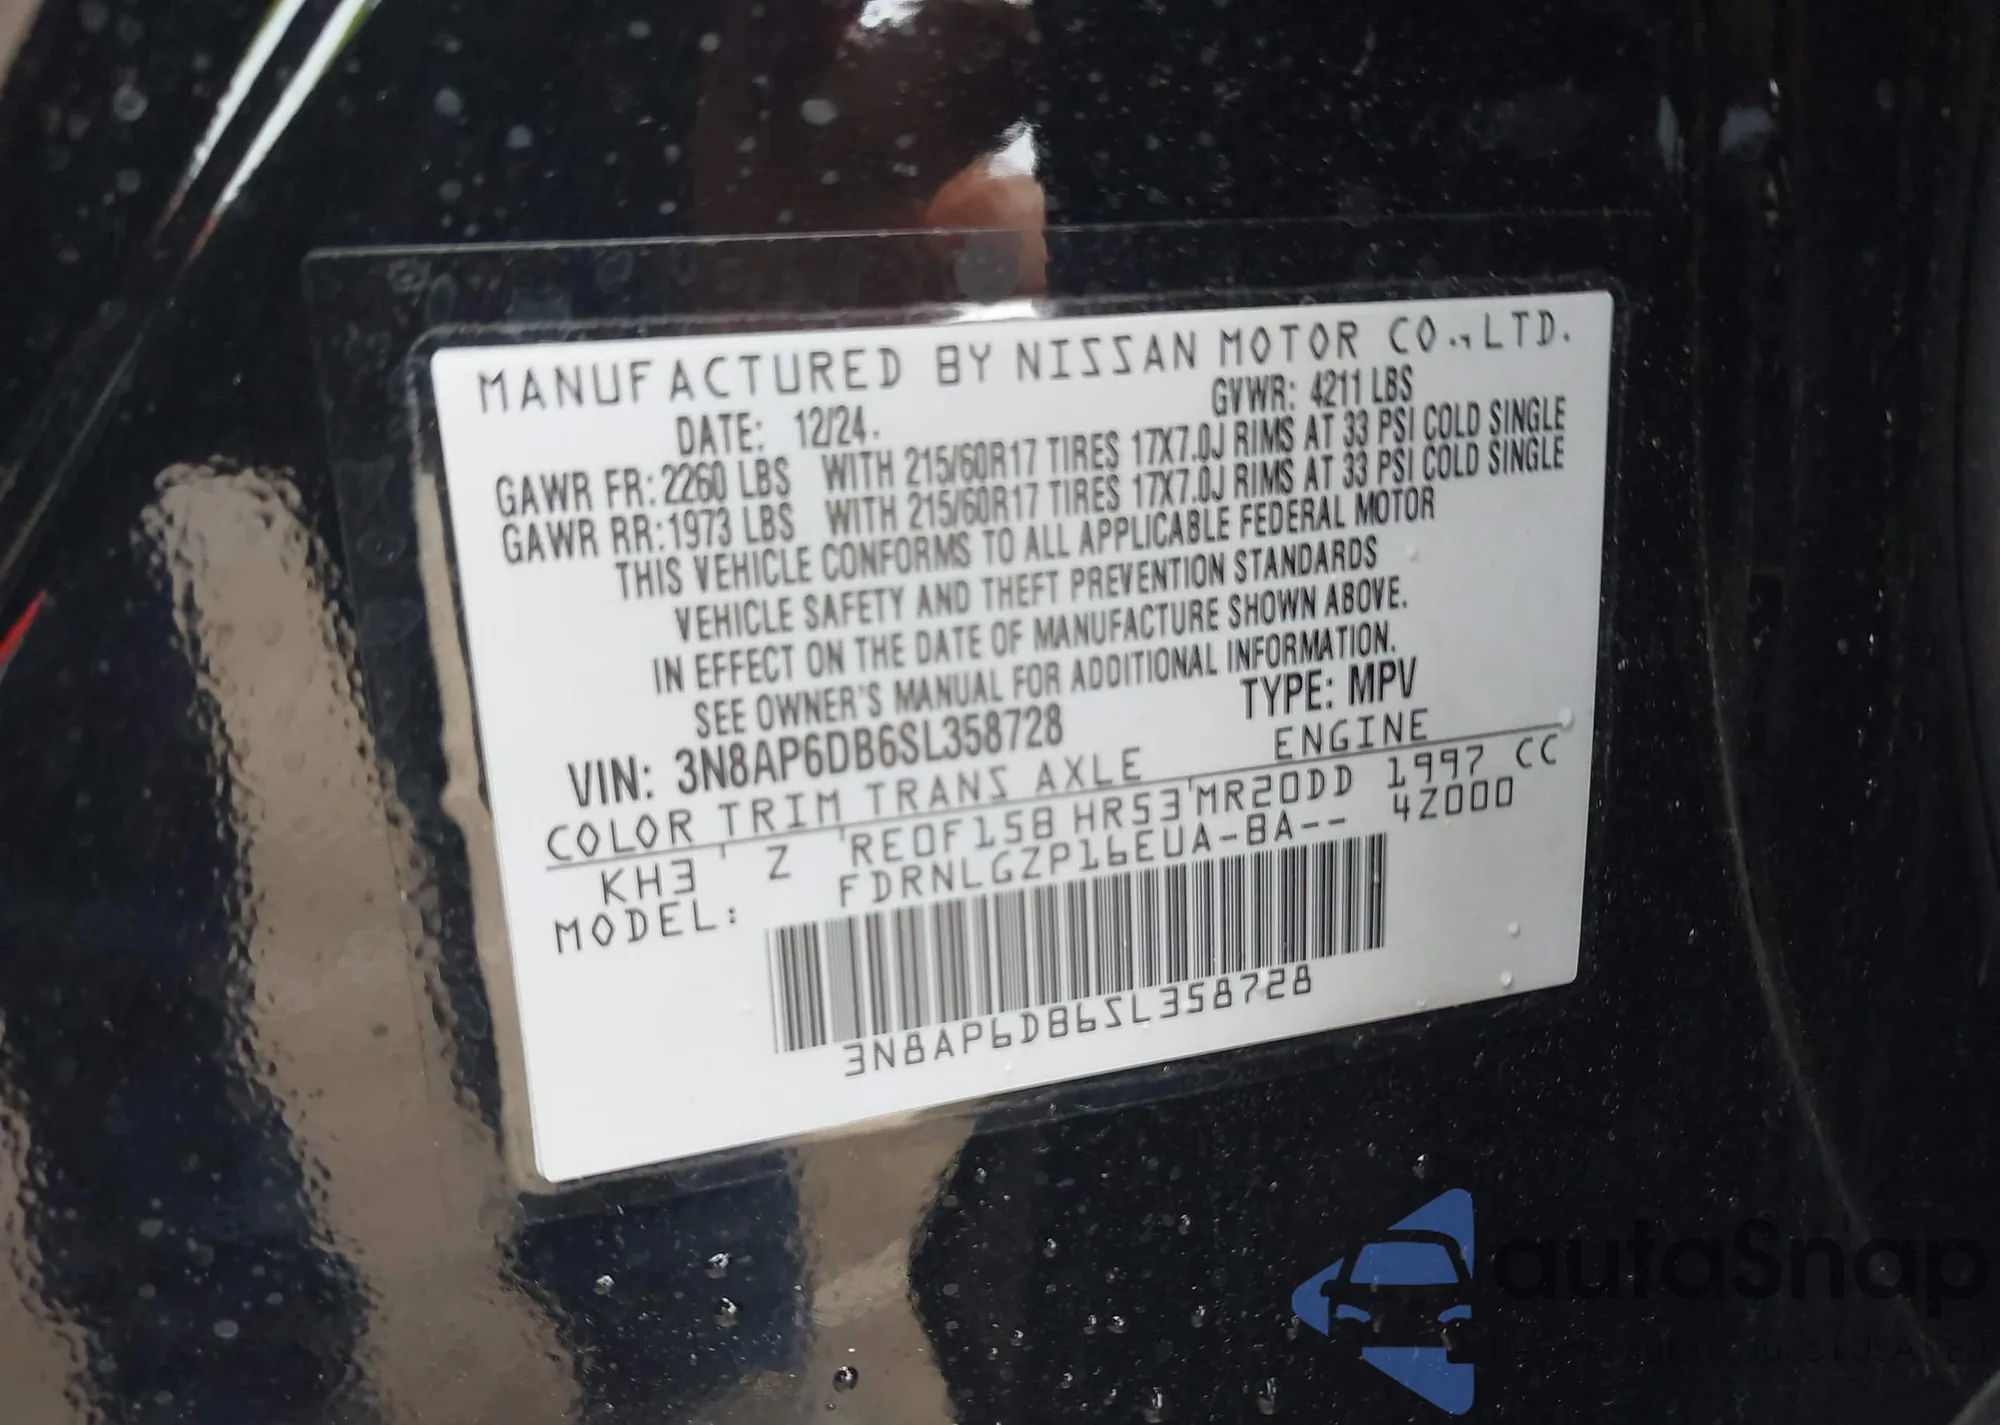 MANUFACTURED BY NISSAN MOTOR CO.,LTD.
DATE: 12/24. GVWR: 4211 LBS
GAWR FR: 2260 LBS WITH 215/60R17 TIRES 17X7.0J RIMS AT 33 PSI COLD SINGLE
GAWR RR: 1973 LBS WITH 215/60R17 TIRES 17X7.0J RIMS AT 33 PSI COLD SINGLE
THIS VEHICLE CONFORMS TO ALL APPLICABLE FEDERAL MOTOR
VEHICLE SAFETY AND THEFT PREVENTION STANDARDS
IN EFFECT ON THE DATE OF MANUFACTURE SHOWN ABOVE.
SEE OWNER'S MANUAL FOR ADDITIONAL INFORMATION.
VIN: 3N8AP6DB6SL358728 TYPE: MPV
COLOR TRIM TRANS AXLE ENGINE
KH3 Z RE0F15B HR53 MR20DD 1997 CC
MODEL: FDRNLGZP16EUA-BA-- 4Z000
3N8AP6DB6SL358728
autaSnap